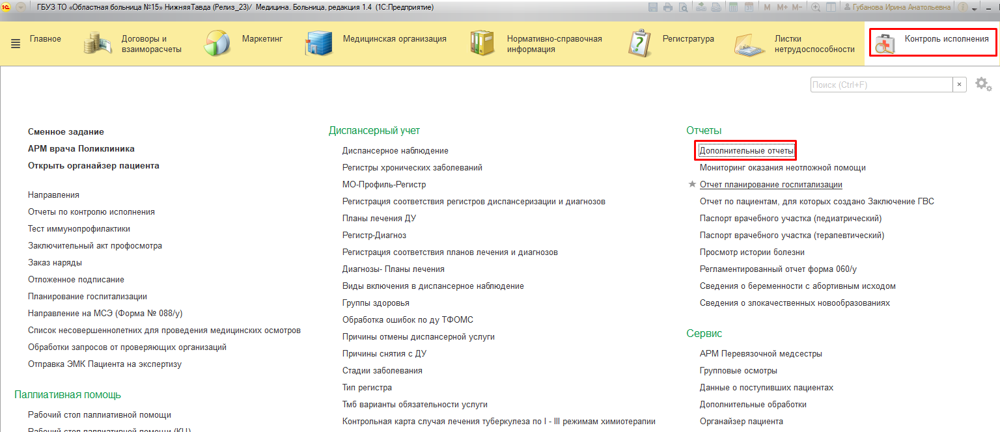 1С ГБУЗ ТО «Областная больница №15» НижняяТавда (Релиз_23)/ Медицина. Больница, редакция 1.4 (1С:Предприятие)
31 M M+ M- Губанова Ирина Анатольевна
Главное
Договоры и
взаиморасчеты
Маркетинг
Медицинская организация
Нормативно-справочная
информация
Регистратура
Листки
нетрудоспособности
Контроль исполнения
Поиск (Ctrl+F) ×
Сменное задание
АРМ врача Поликлиника
Открыть органайзер пациента
Направления
Отчеты по контролю исполнения
Тест иммунопрофилактики
Заключительный акт профосмотра
Заказ наряды
Отложенное подписание
Планирование госпитализации
Направление на МСЭ (Форма № 088/у)
Список несовершеннолетних для проведения медицинских осмотров
Обработки запросов от проверяющих организаций
Отправка ЭМК Пациента на экспертизу
Паллиативная помощь
Рабочий стол паллиативной помощи
Рабочий стол паллиативной помощи (КЦ)
Диспансерный учет
Диспансерное наблюдение
Регистры хронических заболеваний
МО-Профиль-Регистр
Регистрация соответствия регистров диспансеризации и диагнозов
Планы лечения ДУ
Регистр-Диагноз
Регистрация соответствия планов лечения и диагнозов
Диагнозы- Планы лечения
Виды включения в диспансерное наблюдение
Группы здоровья
Обработка ошибок по ду ТФОМС
Причины отмены диспансерной услуги
Причины снятия с ДУ
Стадии заболевания
Тип регистра
Тмб варианты обязательности услуги
Контрольная карта случая лечения туберкулеза по I - III режимам химиотерапии
Отчеты
Дополнительные отчеты
Мониторинг оказания неотложной помощи
Отчет планирование госпитализации
Отчет по пациентам, для которых создано Заключение ГВС
Паспорт врачебного участка (педиатрический)
Паспорт врачебного участка (терапевтический)
Просмотр истории болезни
Регламентированный отчет форма 060/у
Сведения о беременности с абортивным исходом
Сведения о злокачественных новообразованиях
Сервис
АРМ Перевязочной медсестры
Групповые осмотры
Данные о поступивших пациентах
Дополнительные обработки
Органайзер пациента